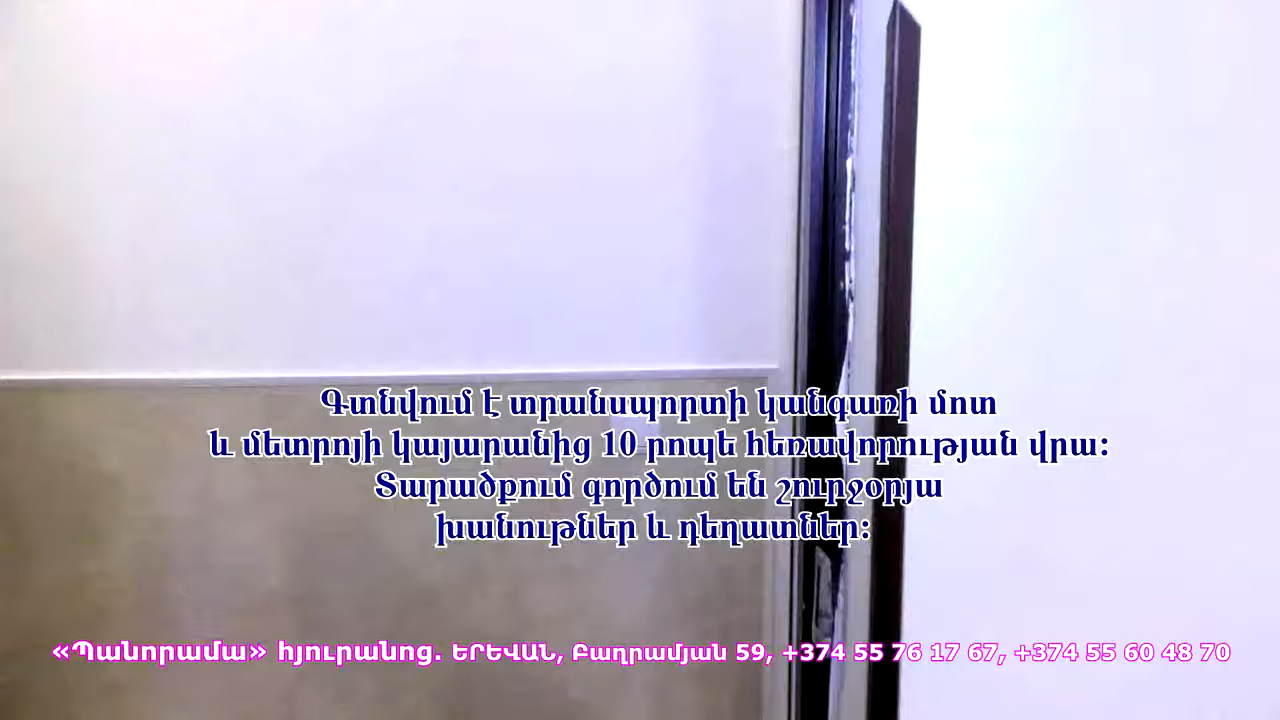 Գտնվում է տրանսպորտի կանգառի մոտ
և մետրոյի կայարանից 10 րոպե հեռավորության վրա։
Տարածքում գործում են շուրջօրյա
խանութներ և դեղատներ։
«Պանորամա» հյուրանոց. ԵՐԵՎԱՆ, Բաղրամյան 59, +374 55 76 17 67, +374 55 60 48 70